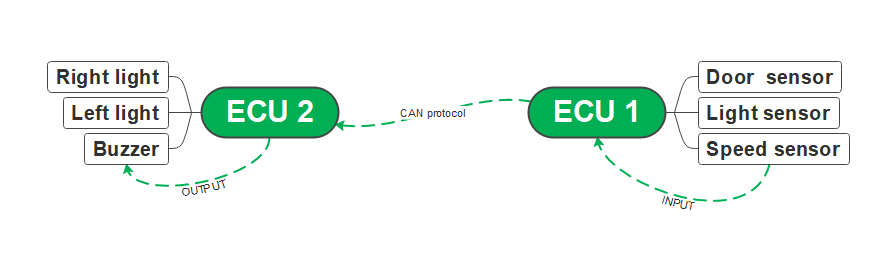 Right light
Left light
Buzzer
ECU 2
OUTPUT
CAN protocol
ECU 1
Door  sensor
Light sensor
Speed sensor
INPUT